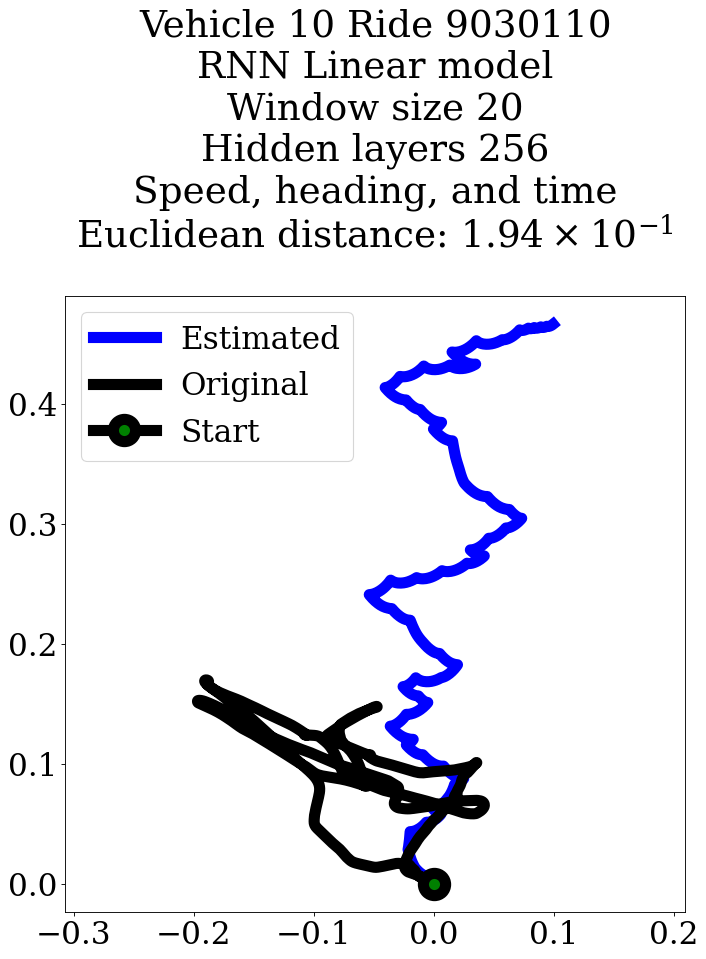 Vehicle 10 Ride 9030110
RNN Linear model
Window size 20
Hidden layers 256
Speed, heading, and time
Euclidean distance: 1.94 × 10⁻¹
Estimated
Original
Start
0.4
0.3
0.2
0.1
0.0
−0.3 −0.2 −0.1 0.0 0.1 0.2